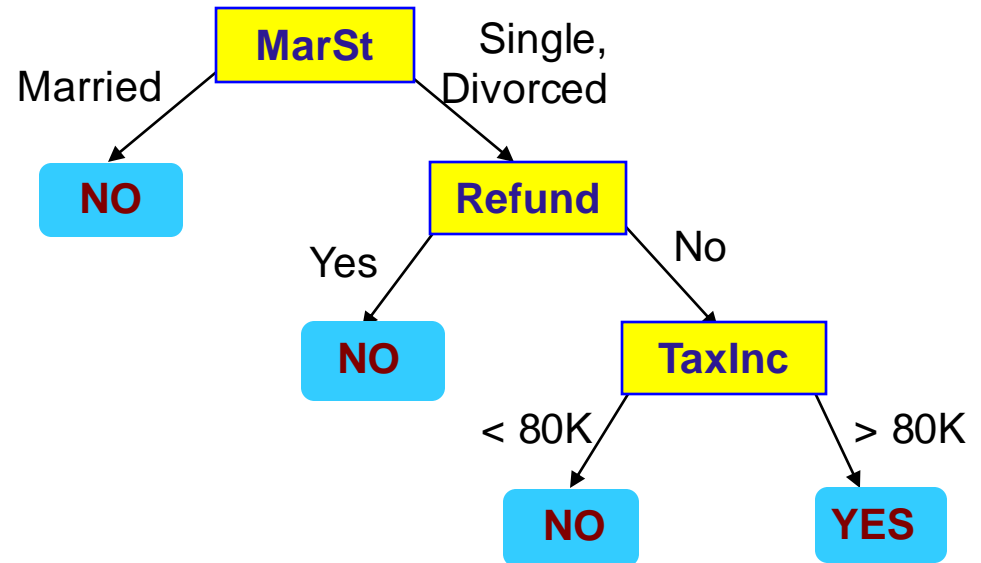 MarSt
Single,
Divorced
Married
NO
Refund
Yes
No
NO
TaxInc
< 80K
> 80K
NO
YES